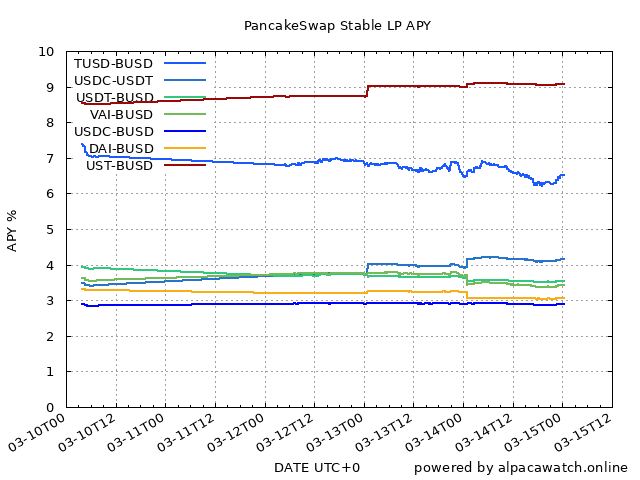 PancakeSwap Stable LP APY
10
9
8
7
6
5
4
3
2
1
0
APY %
TUSD-BUSD
USDC-USDT
USDT-BUSD
VAI-BUSD
USDC-BUSD
DAI-BUSD
UST-BUSD
03-10T00
03-10T12
03-11T00
03-11T12
03-12T00
03-12T12
03-13T00
03-13T12
03-14T00
03-14T12
03-15T00
03-15T12
DATE UTC+0
powered by alpacawatch.online